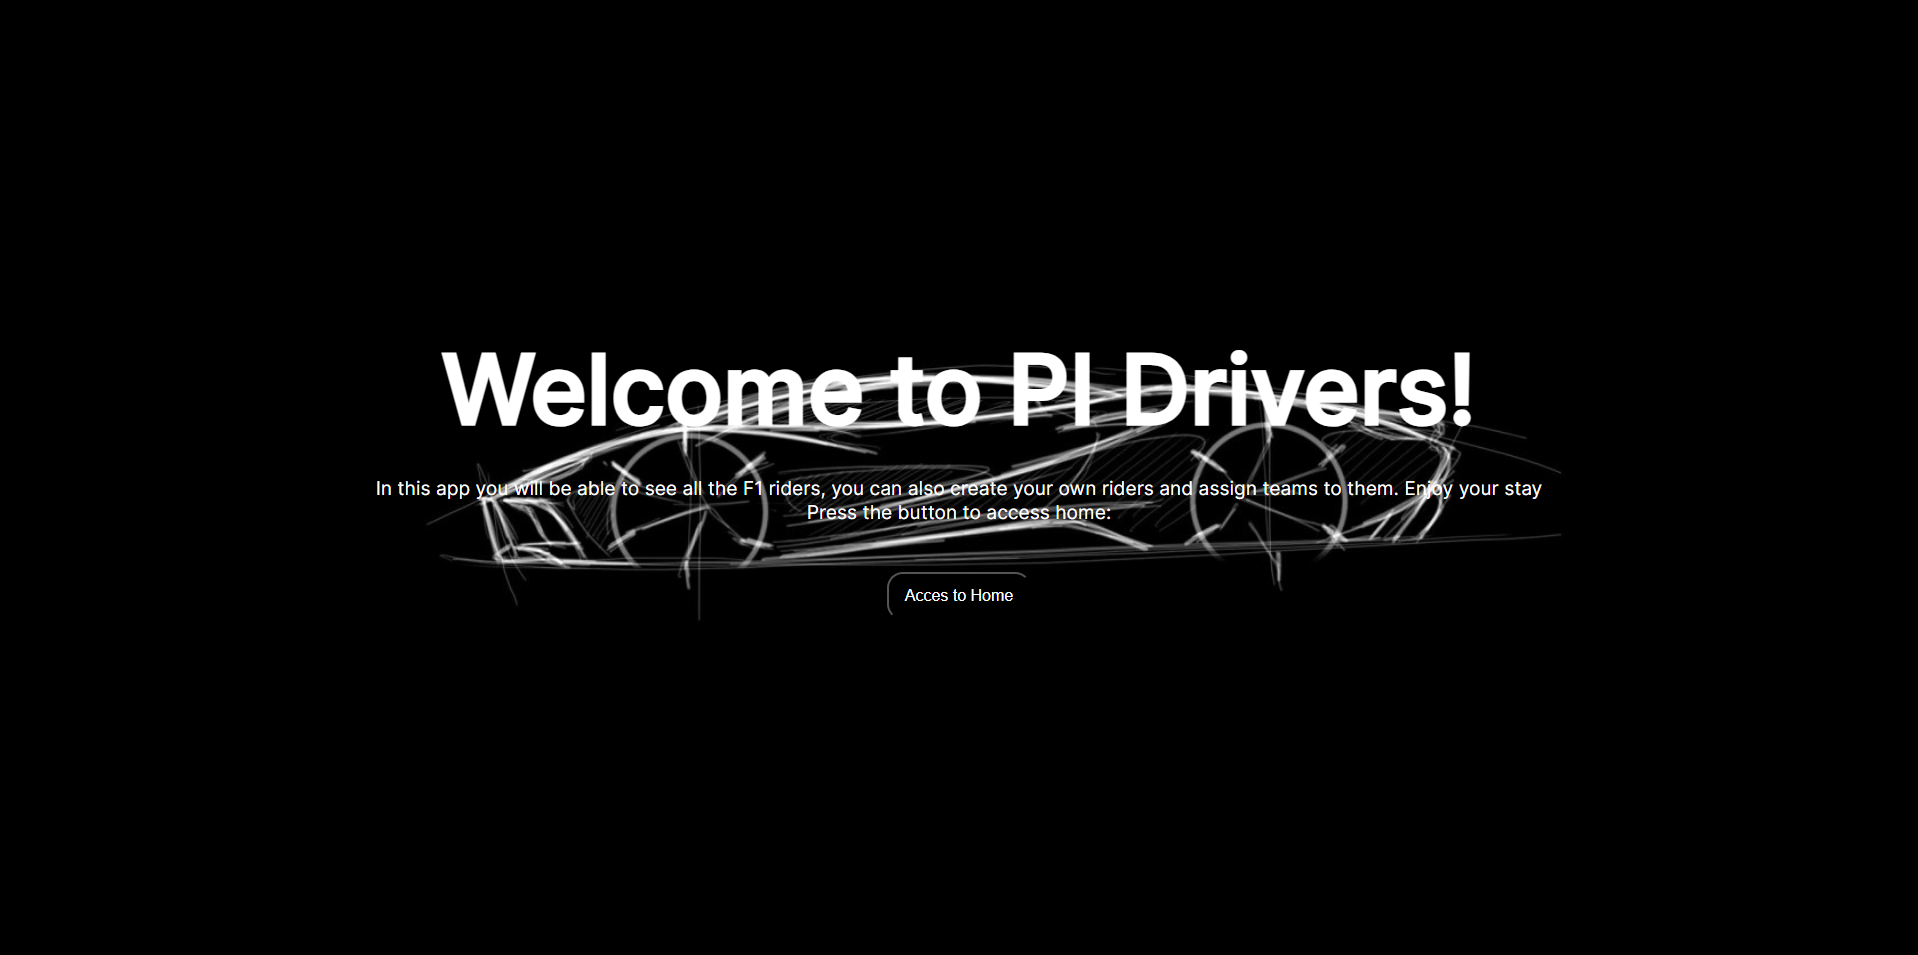 Welcome to PI Drivers!
In this app you will be able to see all the F1 riders, you can also create your own riders and assign teams to them. Enjoy your stay
Press the button to access home:
Acces to Home